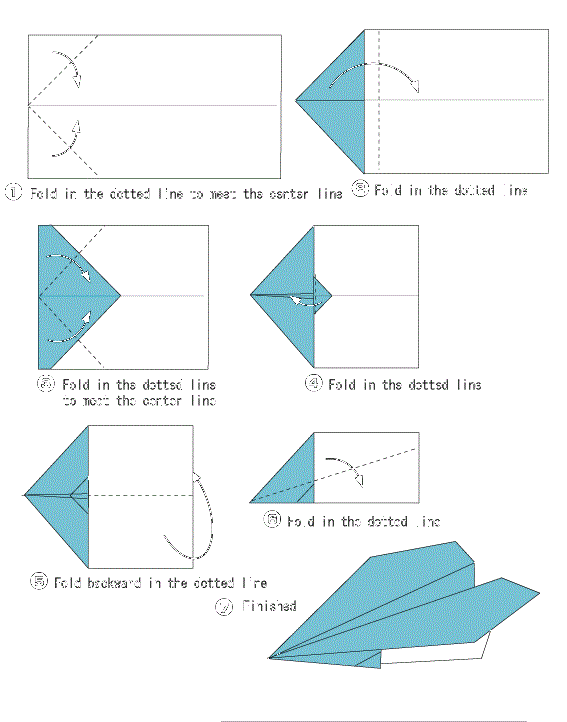 ① Fold in the dotted line to meet the center line
② Fold in the dotted line
③ Fold in the dotted line
to meet the center line
④ Fold in the dotted line
⑤ Fold backward in the dotted line
⑥ Fold in the dotted line
⑦ Finished